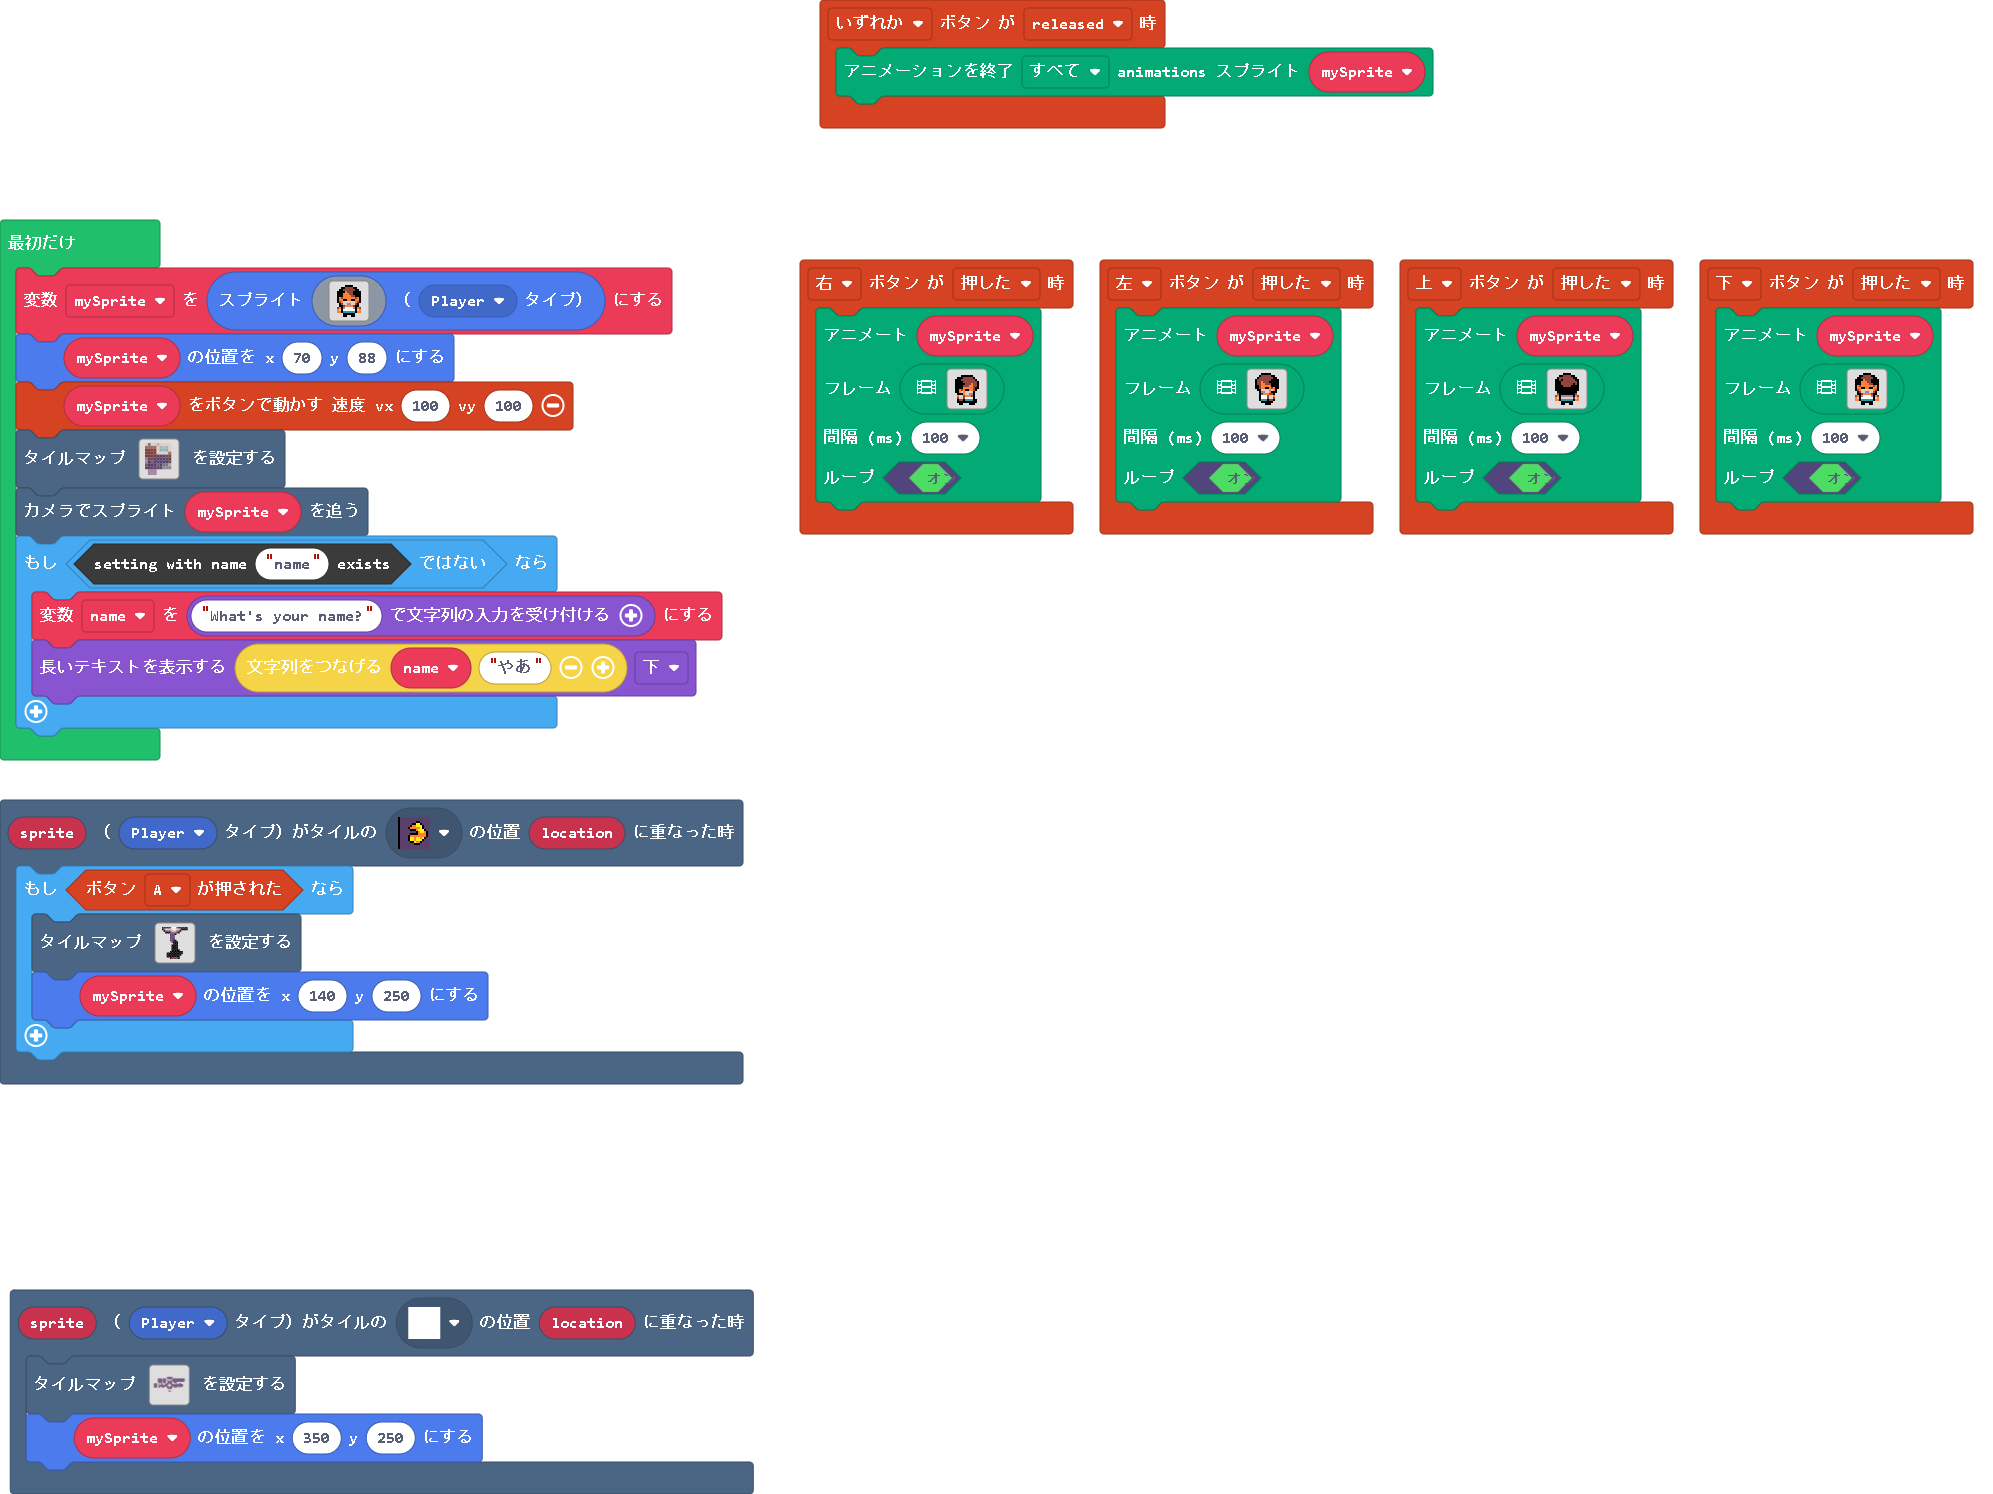 いずれか ボタン が released 時
アニメーションを終了 すべて animations スプライト mySprite
最初だけ
変数 mySprite を スプライト ( Player タイプ) にする
mySprite の位置を x 70 y 88 にする
mySprite をボタンで動かす 速度 vx 100 vy 100
タイルマップ を設定する
カメラでスプライト mySprite を追う
もし setting with name "name" exists ではない なら
変数 name を "What's your name?" で文字列の入力を受け付ける にする
長いテキストを表示する 文字列をつなげる name "やあ" 下
右 ボタン が 押した 時
アニメート mySprite
フレーム
間隔 (ms) 100
ループ
左 ボタン が 押した 時
アニメート mySprite
フレーム
間隔 (ms) 100
ループ
上 ボタン が 押した 時
アニメート mySprite
フレーム
間隔 (ms) 100
ループ
下 ボタン が 押した 時
アニメート mySprite
フレーム
間隔 (ms) 100
ループ
sprite ( Player タイプ) がタイルの の位置 location に重なった時
もし ボタン A が押された なら
タイルマップ を設定する
mySprite の位置を x 140 y 250 にする
sprite ( Player タイプ) がタイルの の位置 location に重なった時
タイルマップ を設定する
mySprite の位置を x 350 y 250 にする